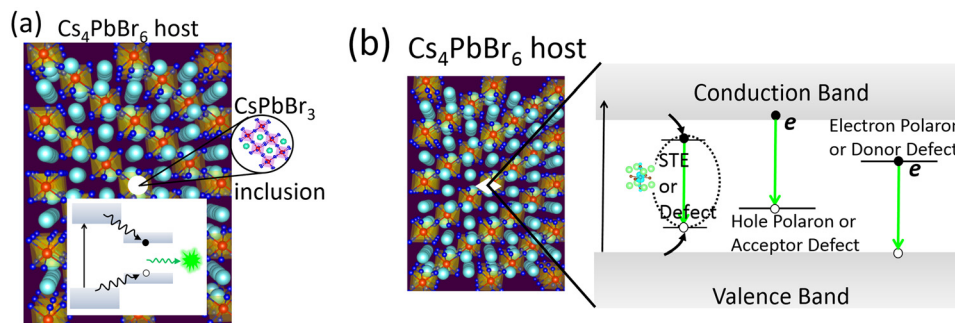 (a)
Cs₄PbBr₆ host
CsPbBr₃
inclusion
(b)
Cs₄PbBr₆ host
Conduction Band
e
Electron Polaron
or Donor Defect
e
STE
or
Defect
Hole Polaron or
Acceptor Defect
Valence Band